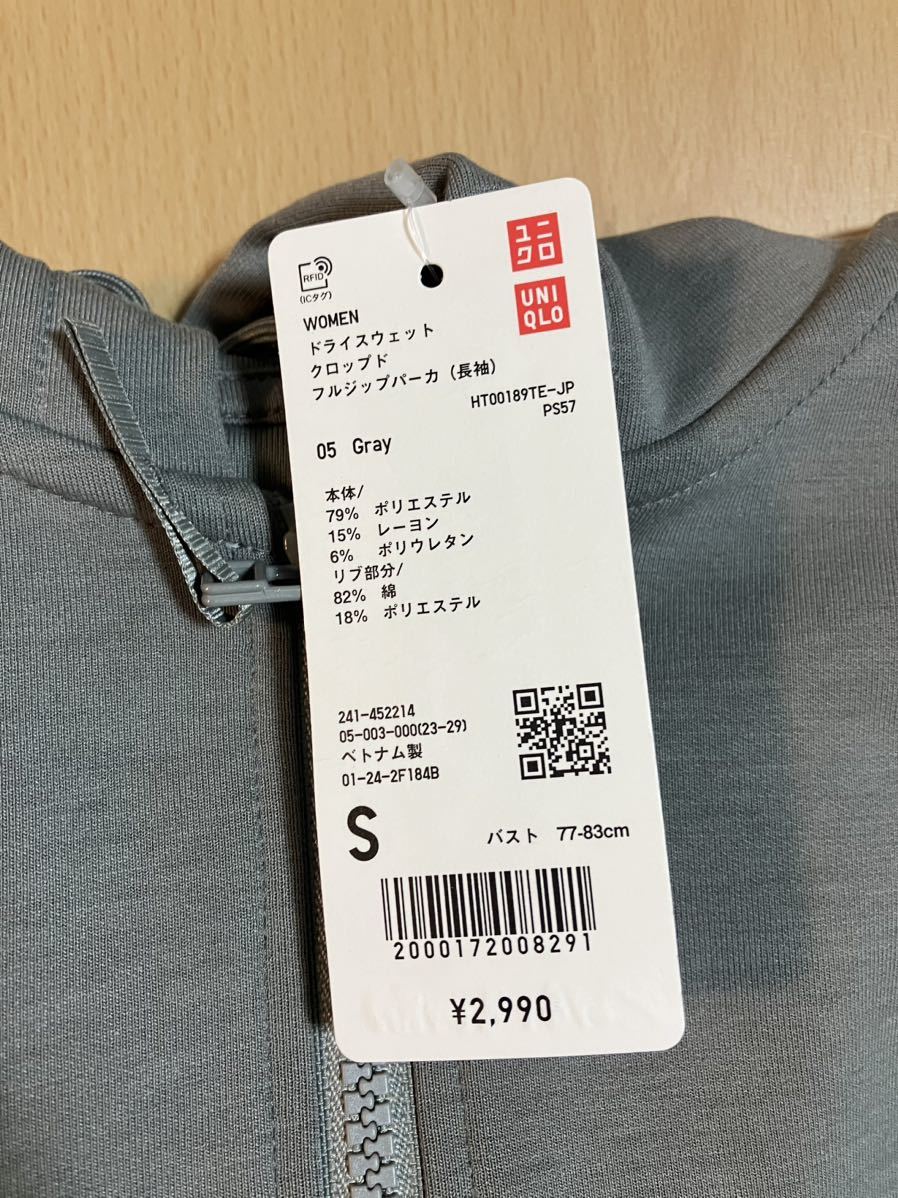 ユニ
クロ
UNI
QLO
RFID
(ICタグ)
WOMEN
ドライスウェット
クロップド
フルジップパーカ（長袖）
HT00189TE-JP
PS57
05 Gray
本体/
79% ポリエステル
15% レーヨン
6% ポリウレタン
リブ部分/
82% 綿
18% ポリエステル
241-452214
05-003-000(23-29)
ベトナム製
01-24-2F184B
S
バスト 77-83cm
2000172008291
¥2,990